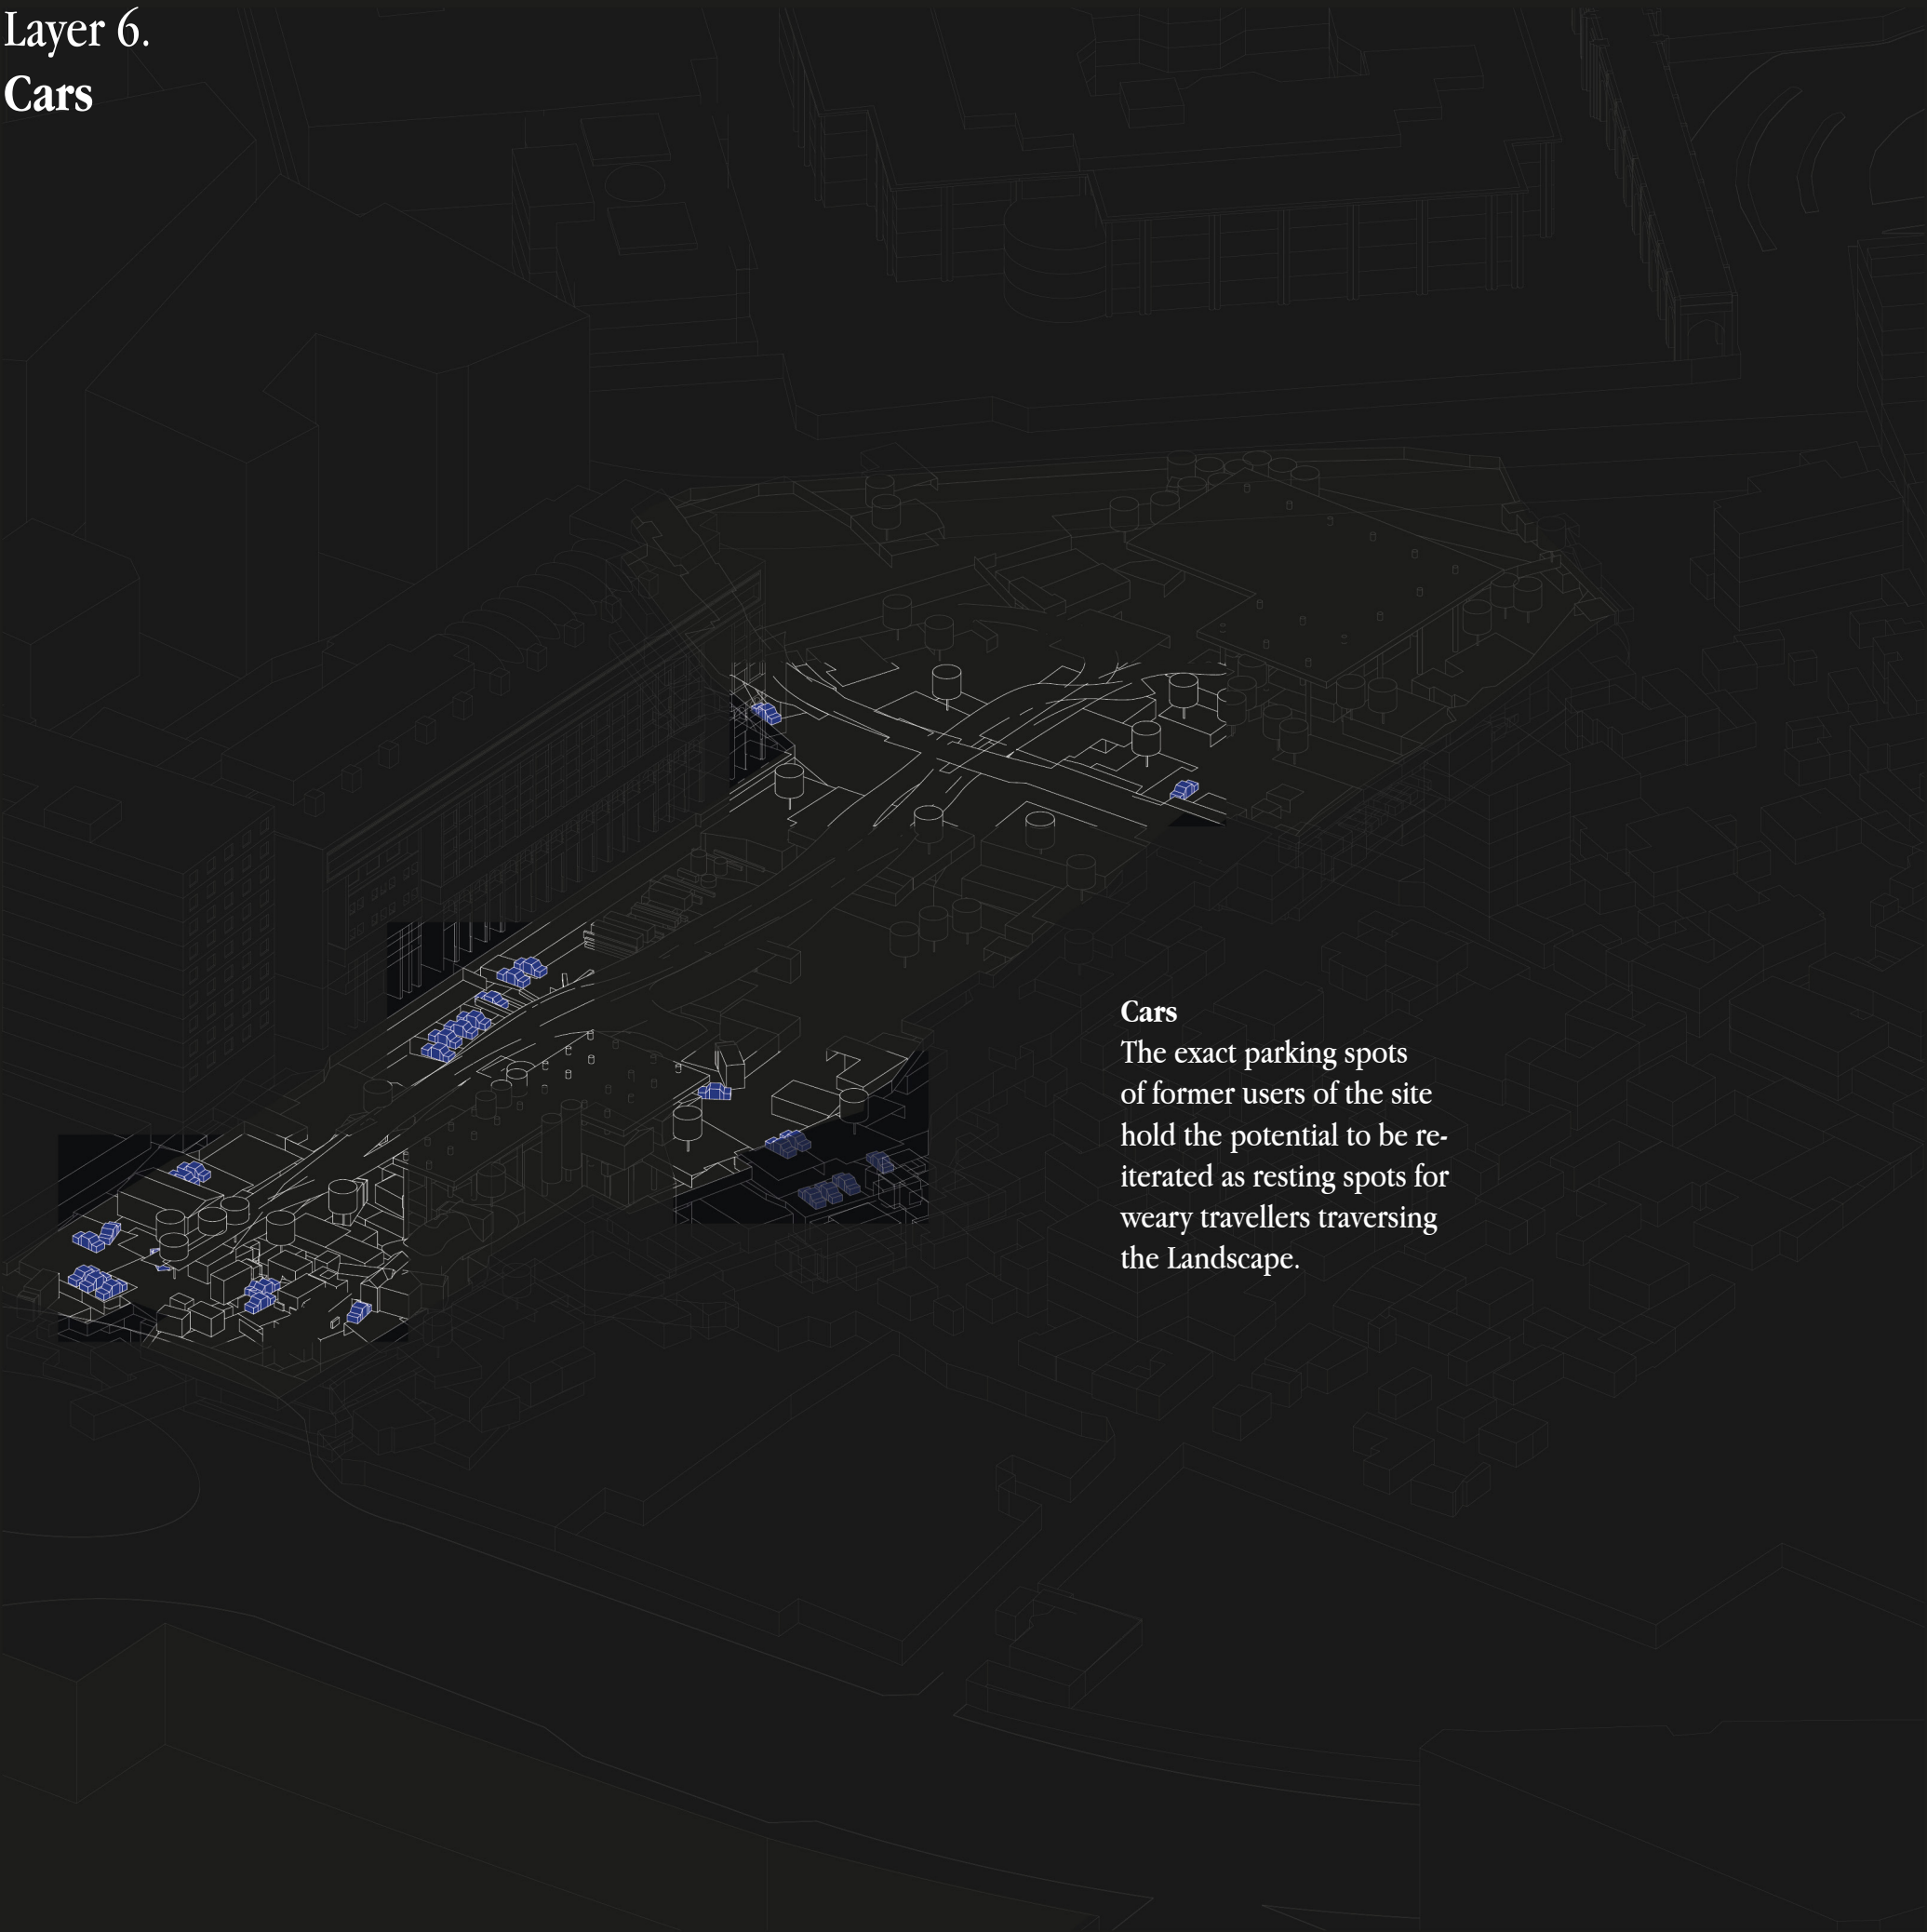 Layer 6.
Cars
Cars
The exact parking spots
of former users of the site
hold the potential to be re-
iterated as resting spots for
weary travellers traversing
the Landscape.